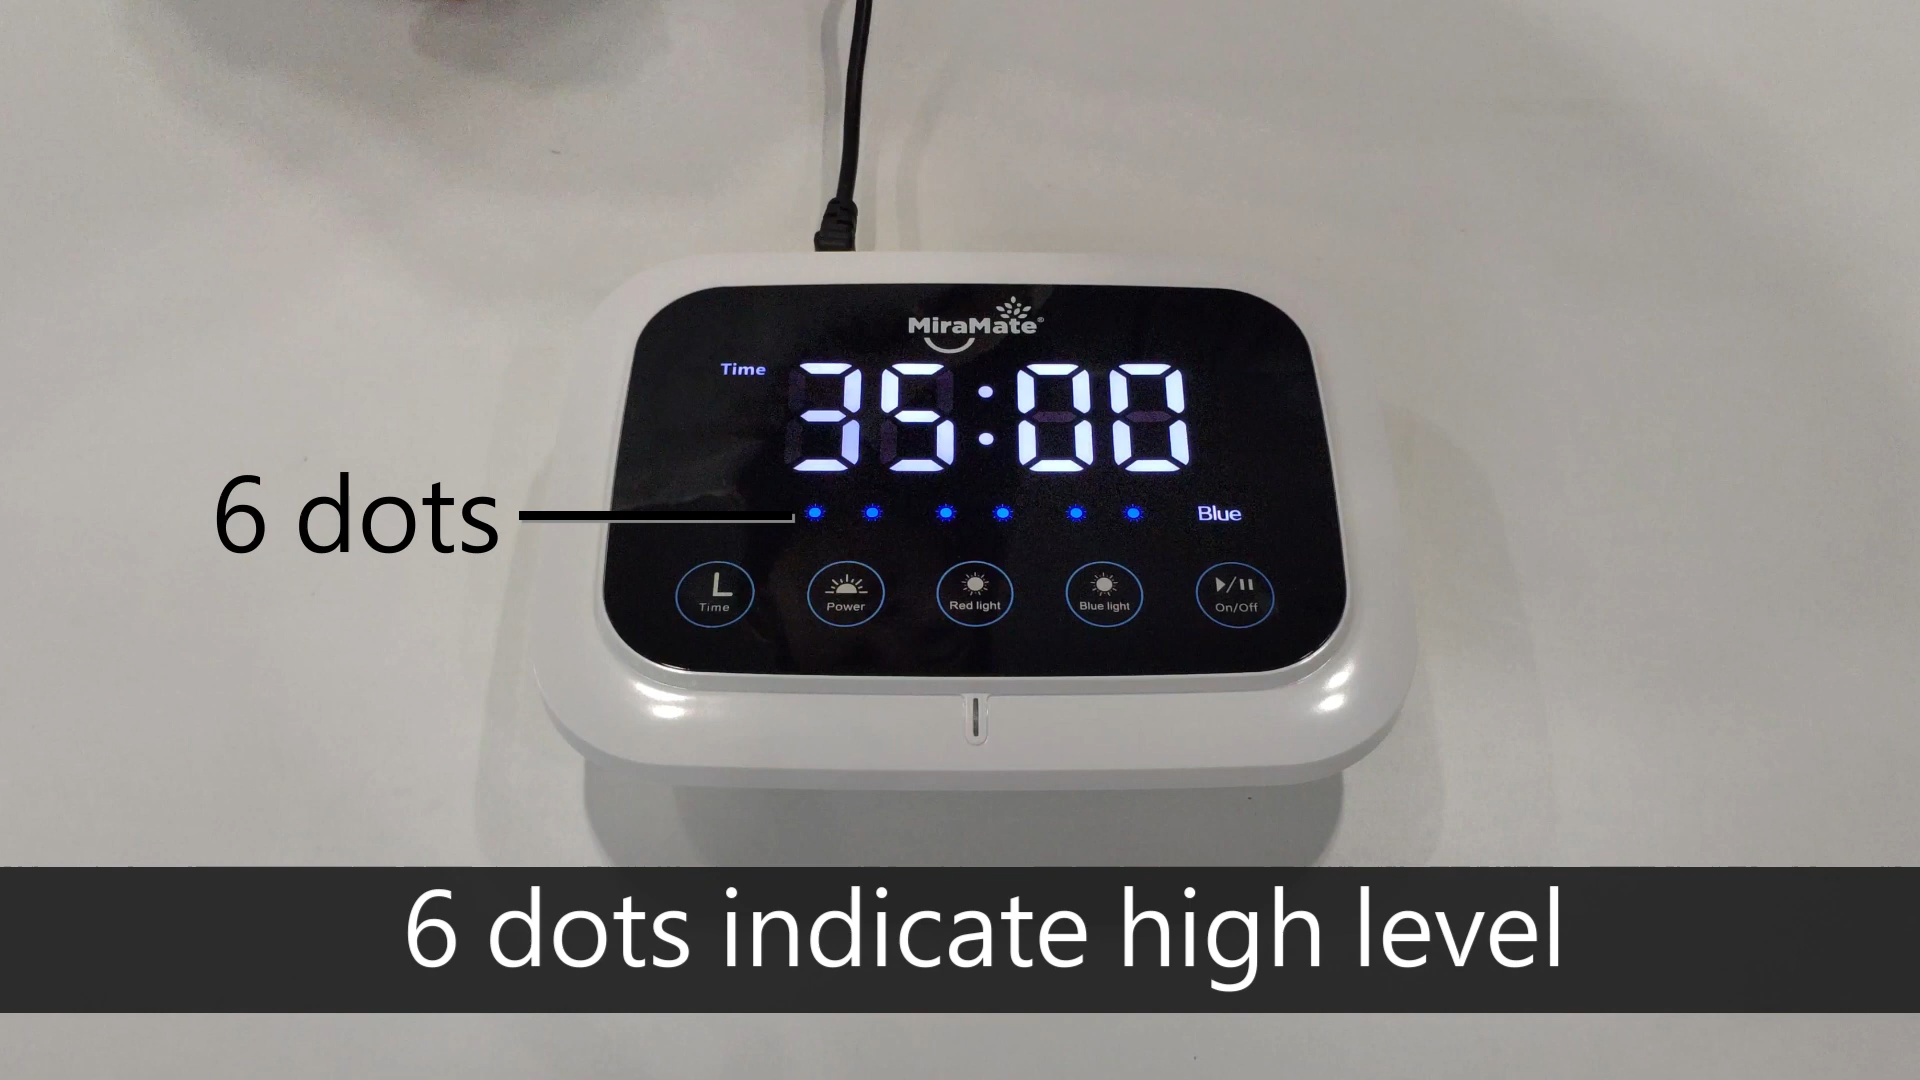 MiraMate®
Time
35:00
6 dots
Blue
Time
Power
Red light
Blue light
On/Off
6 dots indicate high level